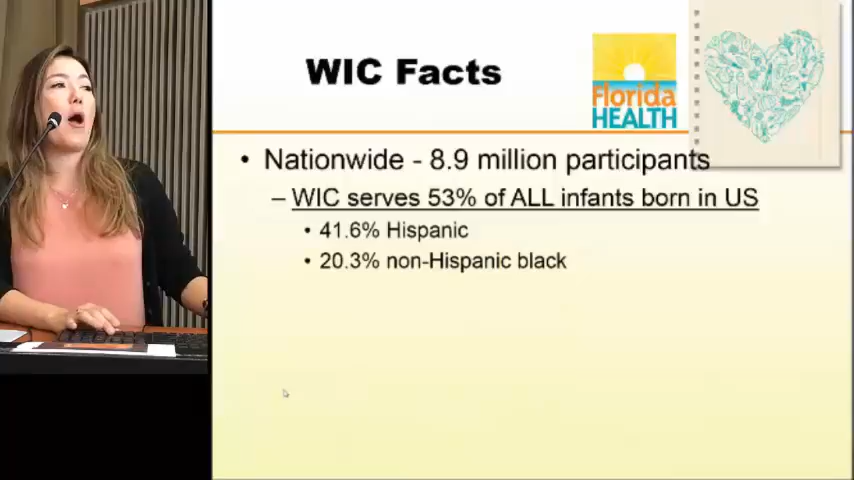 WIC Facts
Florida
HEALTH
• Nationwide - 8.9 million participants
– WIC serves 53% of ALL infants born in US
• 41.6% Hispanic
• 20.3% non-Hispanic black